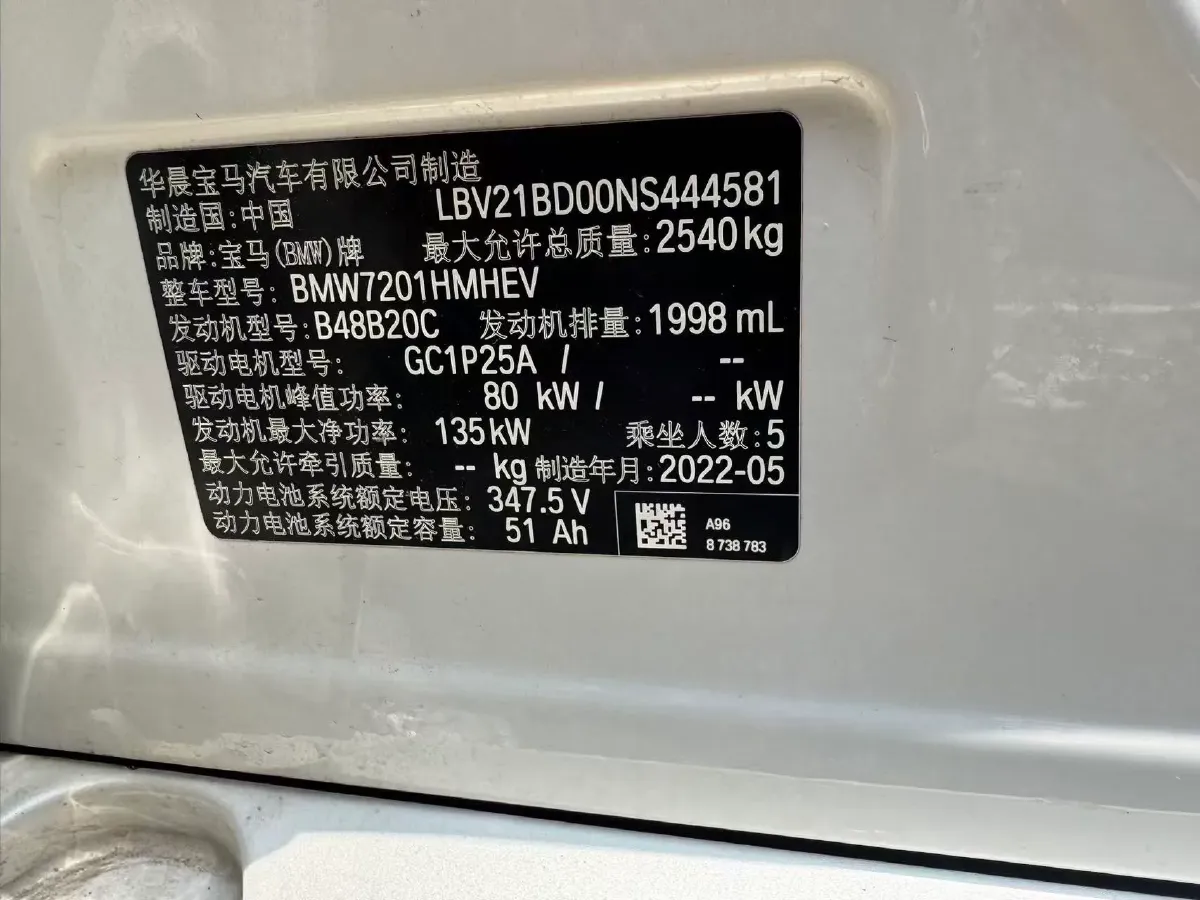 华晨宝马汽车有限公司制造
制造国:中国 LBV21BD00NS444581
品牌:宝马(BMW)牌 最大允许总质量:2540kg
整车型号: BMW7201HMHEV
发动机型号:B48B20C 发动机排量:1998 mL
驱动电机型号: GC1P25A / --
驱动电机峰值功率: 80 kW / -- kW
发动机最大净功率: 135kW 乘坐人数:5
最大允许牵引质量: -- kg 制造年月:2022-05
动力电池系统额定电压: 347.5 V
动力电池系统额定容量: 51 Ah
A96
8 738 783